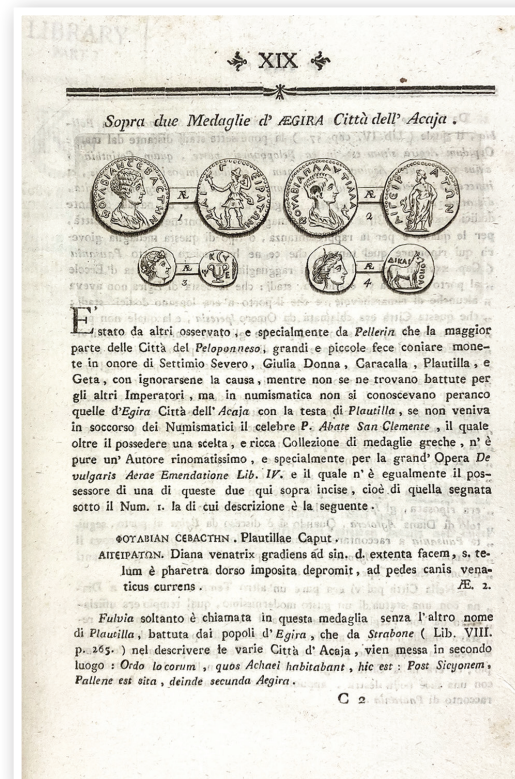 LIBRARY
XIX
Sopra due Medaglie d' ÆGIRA Città dell' Acaja .
ΦΟΥΛΒΙΑΝ CEBACTHN
Æ
1
ΑΙΓΕΙΡΑΤΩΝ
ΦΟΥΛΒΙΑ ΠΛΑΥΤΙΛΛΑ
Æ
2
Æ
3
Æ
4
E' stato da altri osservato , e specialmente da Pellerin che la maggior
parte delle Città del Peloponneso , grandi e piccole fece coniare mone-
te in onore di Settimio Severo, Giulia Donna , Caracalla , Plautilla , e
Geta , con ignorarsene la causa, mentre non se ne trovano battute per
gli altri Imperatori , ma in numismatica non si conoscevano peranco
quelle d'Egira Città dell' Acaja con la testa di Plautilla , se non veniva
in soccorso dei Numismatici il celebre P. Abate San Clemente , il quale
oltre il possedere una scelta , e ricca Collezione di medaglie greche , n' è
pure un' Autore rinomatissimo , e specialmente per la grand' Opera De
vulgaris Aerae Emendatione Lib. IV. e il quale n' è egualmente il pos-
sessore di una di queste due qui sopra incise , cioè di quella segnata
sotto il Num. 1. la di cui descrizione è la seguente .
ΦΟΥΛΒΙΑΝ CEBACTHN . Plautillae Caput .
ΑΙΓΕΙΡΑΤΩΝ. Diana venatrix gradiens ad sin. d. extenta facem, s. te-
lum è pharetra dorso imposita depromit , ad pedes canis vena-
ticus currens . Æ. 2.
Fulvia soltanto è chiamata in questa medaglia senza l' altro nome
di Plautilla , battuta dai popoli d' Egira , che da Strabone ( Lib. VIII.
p. 265. ) nel descrivere le varie Città d' Acaja , vien messa in secondo
luogo : Ordo locorum , quos Achaei habitabant , hic est : Post Sicyonem ,
Pallene est sita , deinde secunda Aegira .
C 2